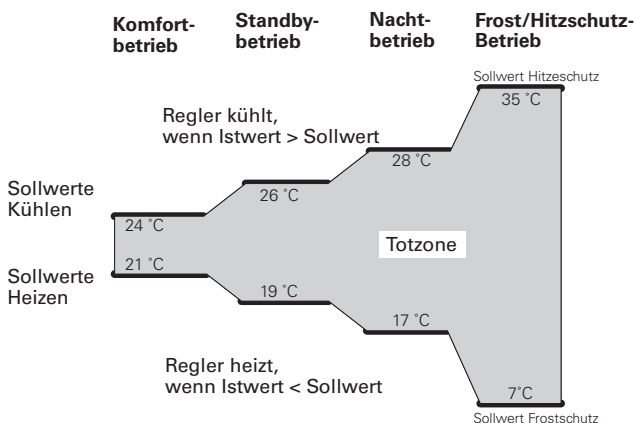 Komfort-
betrieb
Standby-
betrieb
Nacht-
betrieb
Frost/Hitzschutz-
Betrieb
Sollwert Hitzeschutz
35 ˚C
Regler kühlt,
wenn Istwert > Sollwert
28 ˚C
Sollwerte
Kühlen
26 ˚C
24 ˚C
Totzone
21 ˚C
Sollwerte
Heizen
19 ˚C
17 ˚C
Regler heizt,
wenn Istwert < Sollwert
7˚C
Sollwert Frostschutz